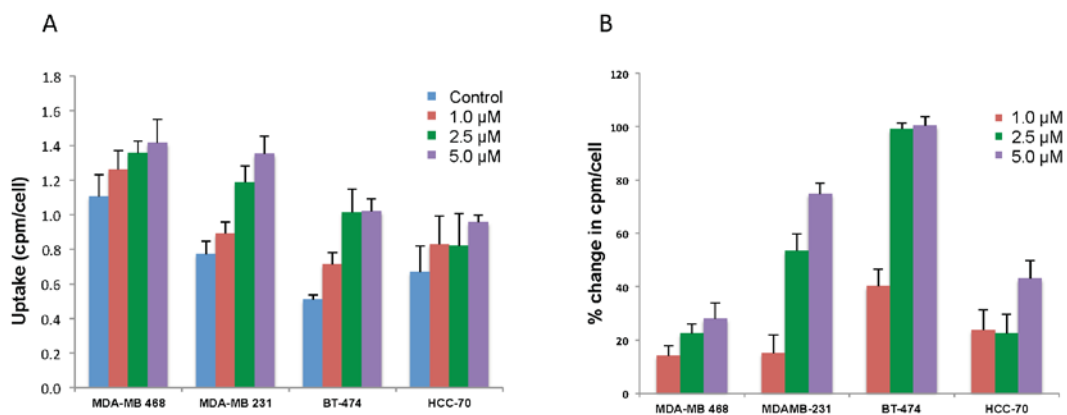 A
Uptake (cpm/cell)
1.8
1.6
1.4
1.2
1.0
0.8
0.6
0.4
0.2
0.0
Control
1.0 µM
2.5 µM
5.0 µM
MDA-MB 468 MDA-MB 231 BT-474 HCC-70
B
% change in cpm/cell
120
100
80
60
40
20
0
1.0 µM
2.5 µM
5.0 µM
MDA-MB 468 MDAMB-231 BT-474 HCC-70